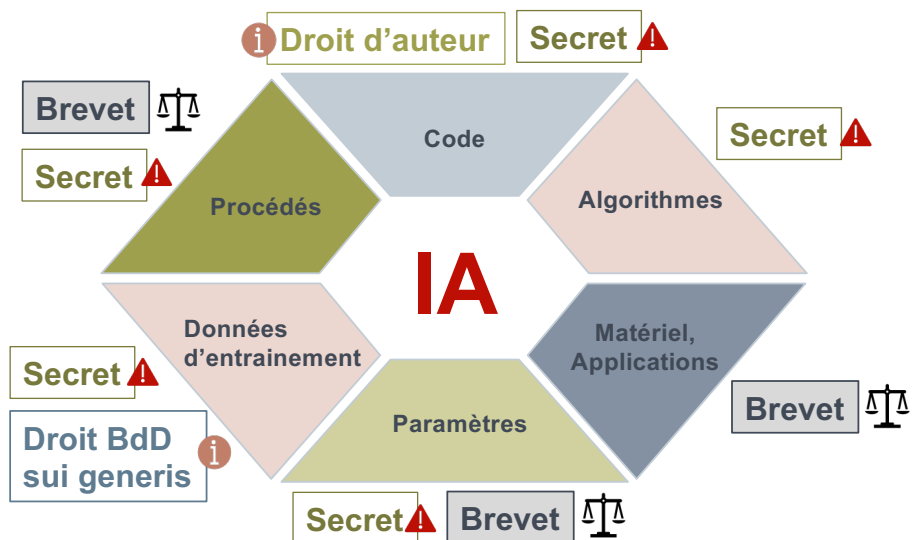 i Droit d’auteur Secret !
Brevet
Code
Secret !
Secret !
Procédés
Algorithmes
IA
Données
d’entrainement
Matériel,
Applications
Secret !
Brevet
Droit BdD
sui generis i
Paramètres
Secret ! Brevet